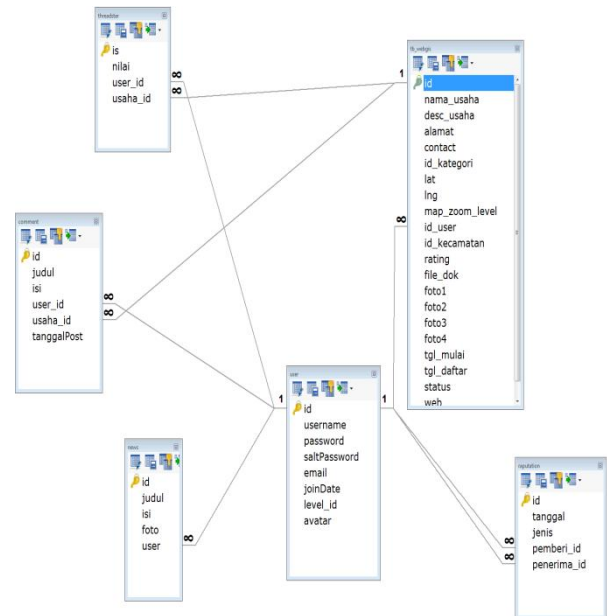 threadstar
is
nilai
user_id
usaha_id
tb_webgis
id
nama_usaha
desc_usaha
alamat
contact
id_kategori
lat
lng
map_zoom_level
id_user
id_kecamatan
rating
file_dok
foto1
foto2
foto3
foto4
tgl_mulai
tgl_daftar
status
web
comment
id
judul
isi
user_id
usaha_id
tanggalPost
user
id
username
password
saltPassword
email
joinDate
level_id
avatar
news
id
judul
isi
foto
user
reputation
id
tanggal
jenis
pemberi_id
penerima_id
∞
∞
1
∞
∞
∞
1
1
∞
∞
∞